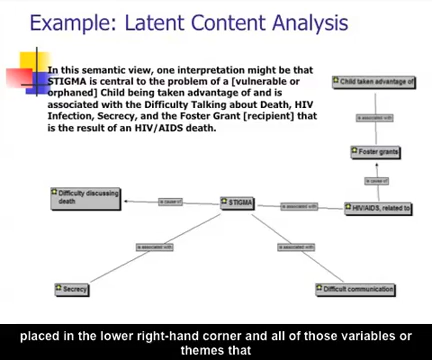 Example: Latent Content Analysis
In this semantic view, one interpretation might be that
STIGMA is central to the problem of a [vulnerable or
orphaned] Child being taken advantage of and is
associated with the Difficulty Talking about Death, HIV
Infection, Secrecy, and the Foster Grant [recipient] that
is the result of an HIV/AIDS death.
Child taken advantage of
is associated with
Foster grants
is cause of
Difficulty discussing
death
is cause of
STIGMA
is associated with
HIV/AIDS, related to
is associated with
is associated with
Secrecy
Difficult communication
placed in the lower right-hand corner and all of those variables or
themes that